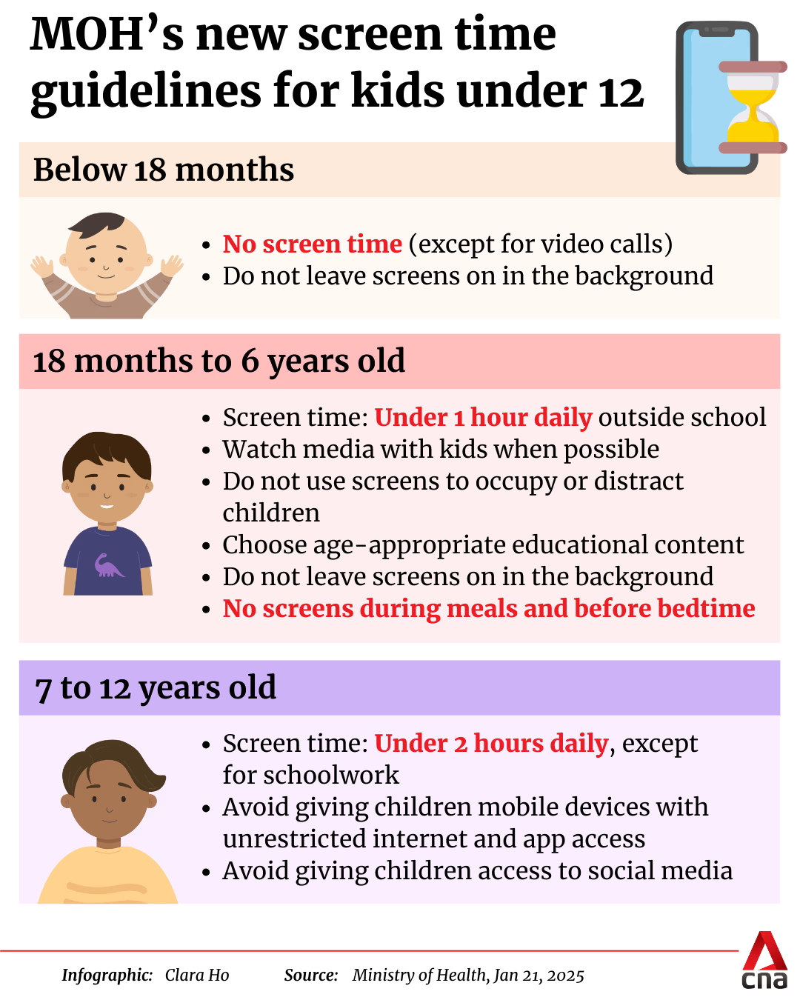 MOH’s new screen time
guidelines for kids under 12
Below 18 months
• No screen time (except for video calls)
• Do not leave screens on in the background
18 months to 6 years old
• Screen time: Under 1 hour daily outside school
• Watch media with kids when possible
• Do not use screens to occupy or distract
children
• Choose age-appropriate educational content
• Do not leave screens on in the background
• No screens during meals and before bedtime
7 to 12 years old
• Screen time: Under 2 hours daily, except
for schoolwork
• Avoid giving children mobile devices with
unrestricted internet and app access
• Avoid giving children access to social media
Infographic: Clara Ho Source: Ministry of Health, Jan 21, 2025
cna